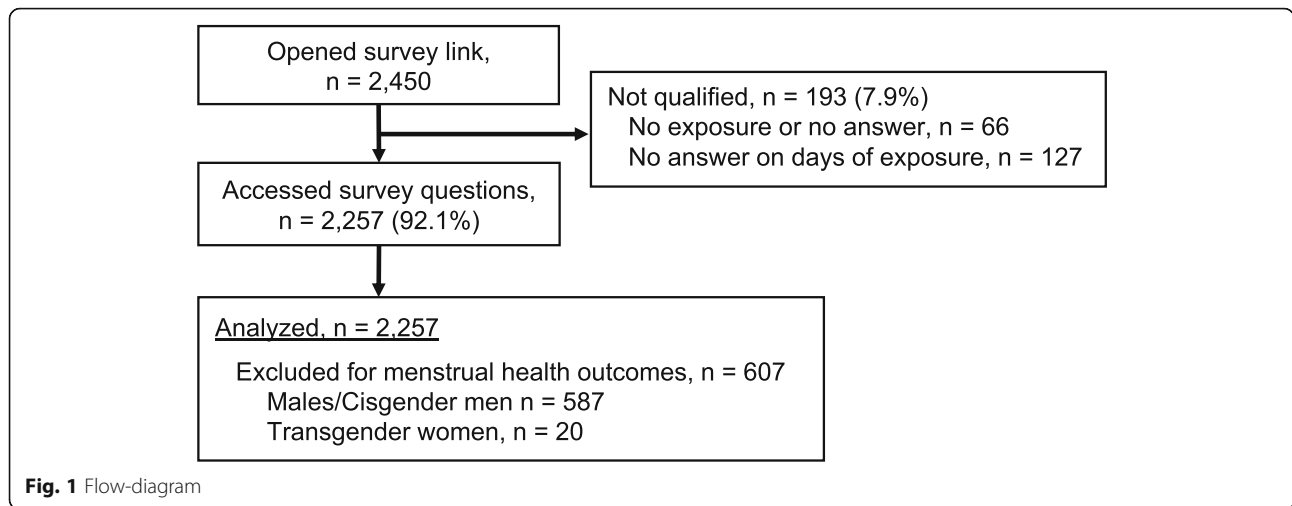 Opened survey link,
n = 2,450
Not qualified, n = 193 (7.9%)
No exposure or no answer, n = 66
No answer on days of exposure, n = 127
Accessed survey questions,
n = 2,257 (92.1%)
Analyzed, n = 2,257
Excluded for menstrual health outcomes, n = 607
Males/Cisgender men n = 587
Transgender women, n = 20
Fig. 1 Flow-diagram